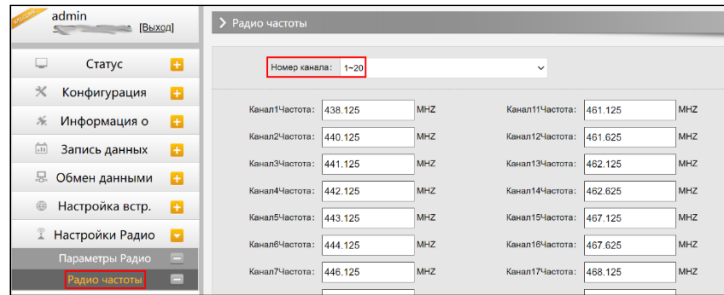 admin
[Выход]
Статус
Конфигурация
Информация о
Запись данных
Обмен данными
Настройка встр.
Настройки Радио
Параметры Радио
Радио частоты
Радио частоты
Номер канала: 1~20
Канал1Частота: 438.125 MHZ Канал11Частота: 461.125 MHZ
Канал2Частота: 440.125 MHZ Канал12Частота: 461.625 MHZ
Канал3Частота: 441.125 MHZ Канал13Частота: 462.125 MHZ
Канал4Частота: 442.125 MHZ Канал14Частота: 462.625 MHZ
Канал5Частота: 443.125 MHZ Канал15Частота: 467.125 MHZ
Канал6Частота: 444.125 MHZ Канал16Частота: 467.625 MHZ
Канал7Частота: 446.125 MHZ Канал17Частота: 468.125 MHZ